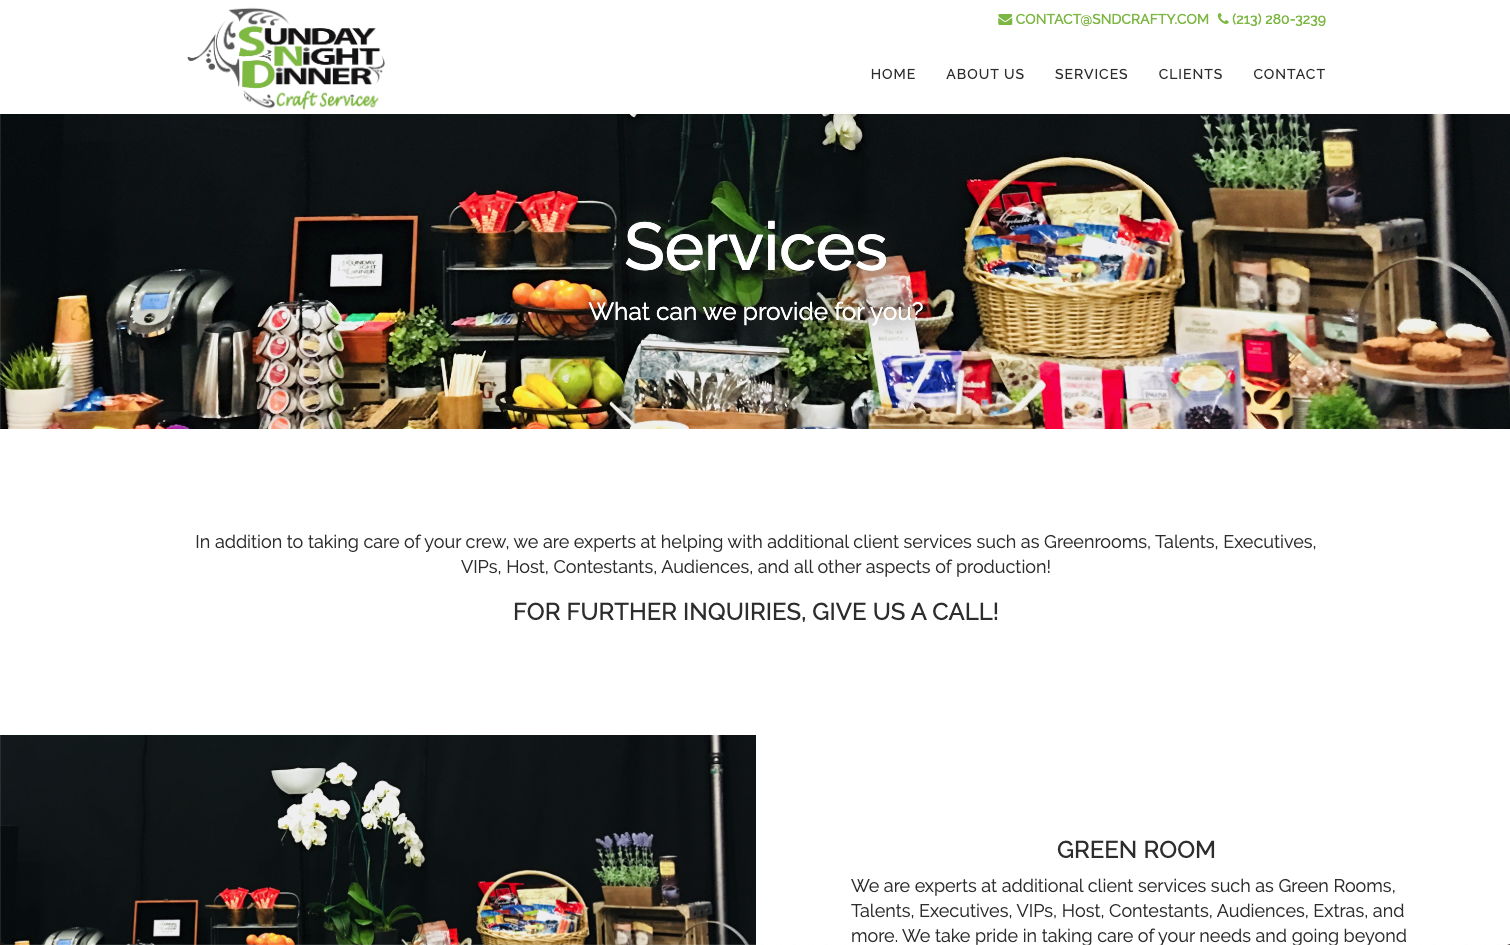 SUNDAY
NiGHT
DiNNER
Craft Services
CONTACT@SNDCRAFTY.COM (213) 280-3239
HOME ABOUT US SERVICES CLIENTS CONTACT
Services
What can we provide for you?
In addition to taking care of your crew, we are experts at helping with additional client services such as Greenrooms, Talents, Executives,
VIPs, Host, Contestants, Audiences, and all other aspects of production!
FOR FURTHER INQUIRIES, GIVE US A CALL!
GREEN ROOM
We are experts at additional client services such as Green Rooms,
Talents, Executives, VIPs, Host, Contestants, Audiences, Extras, and
more. We take pride in taking care of your needs and going beyond